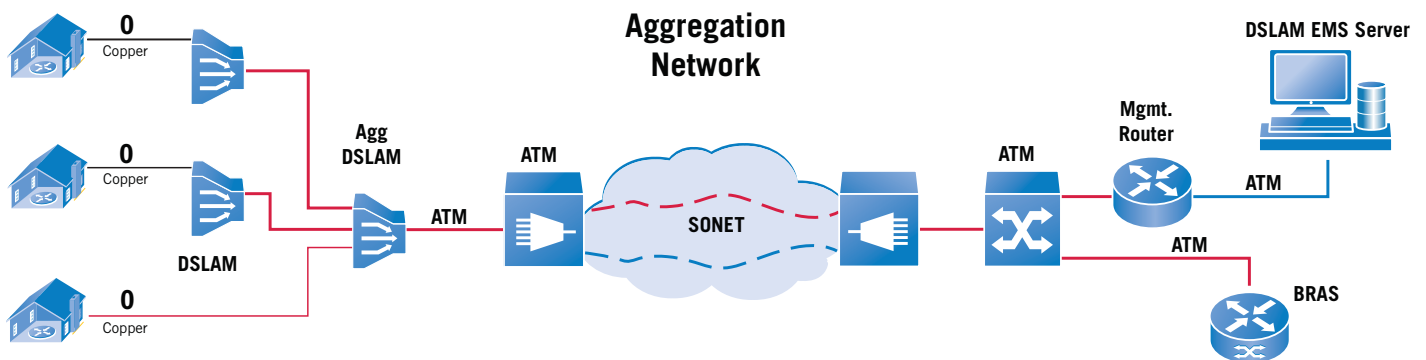 Aggregation
Network
DSLAM EMS Server
0
Copper
Mgmt.
Router
Agg
DSLAM
ATM
ATM
0
Copper
ATM
ATM
SONET
ATM
DSLAM
0
Copper
BRAS